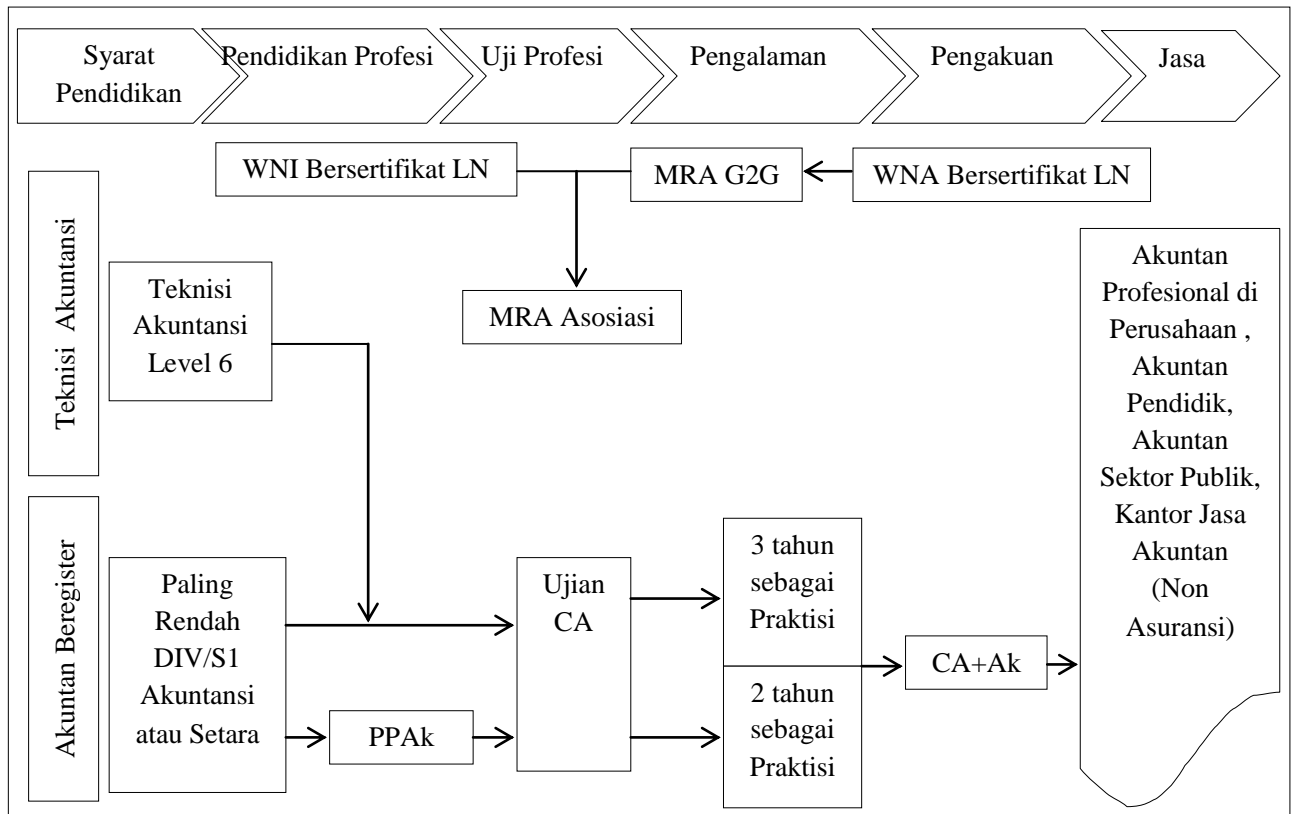 Syarat
Pendidikan
Pendidikan Profesi
Uji Profesi
Pengalaman
Pengakuan
Jasa
WNI Bersertifikat LN
MRA G2G
WNA Bersertifikat LN
Teknisi Akuntansi
Teknisi
Akuntansi
Level 6
MRA Asosiasi
Akuntan
Profesional di
Perusahaan ,
Akuntan
Pendidik,
Akuntan
Sektor Publik,
Kantor Jasa
Akuntan
(Non
Asuransi)
Akuntan Beregister
Paling
Rendah
DIV/S1
Akuntansi
atau Setara
PPAk
Ujian
CA
3 tahun
sebagai
Praktisi
2 tahun
sebagai
Praktisi
CA+Ak